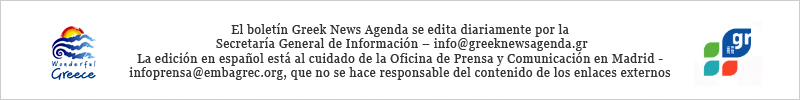 Wonderful
Greece
El boletín Greek News Agenda se edita diariamente por la
Secretaría General de Información – info@greeknewsagenda.gr
La edición en español está al cuidado de la Oficina de Prensa y Comunicación en Madrid -
infoprensa@embagrec.org, que no se hace responsable del contenido de los enlaces externos
gr